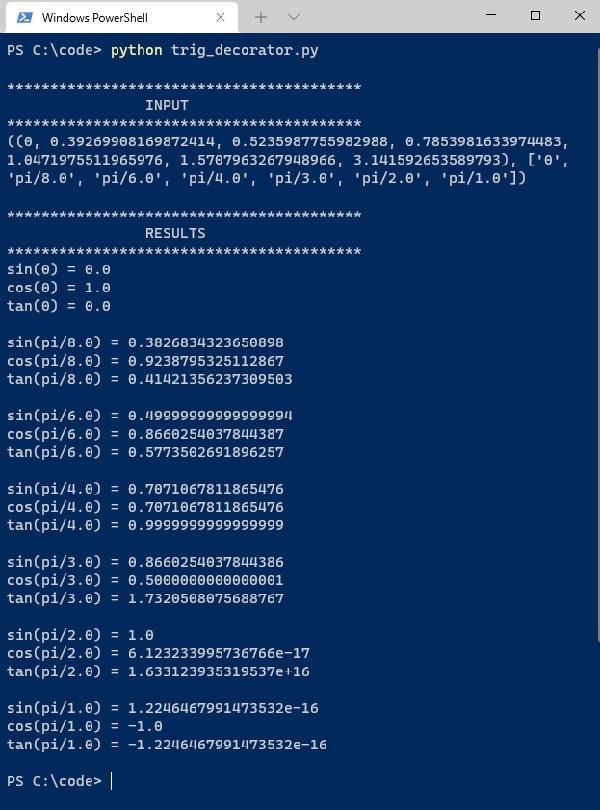 Windows PowerShell
PS C:\code> python trig_decorator.py
*****************************************
INPUT
*****************************************
((0, 0.39269908169872414, 0.5235987755982988, 0.7853981633974483,
1.0471975511965976, 1.5707963267948966, 3.141592653589793), ['0',
'pi/8.0', 'pi/6.0', 'pi/4.0', 'pi/3.0', 'pi/2.0', 'pi/1.0'])
*****************************************
RESULTS
*****************************************
sin(0) = 0.0
cos(0) = 1.0
tan(0) = 0.0
sin(pi/8.0) = 0.3826834323650898
cos(pi/8.0) = 0.9238795325112867
tan(pi/8.0) = 0.41421356237309503
sin(pi/6.0) = 0.49999999999999994
cos(pi/6.0) = 0.8660254037844387
tan(pi/6.0) = 0.5773502691896257
sin(pi/4.0) = 0.7071067811865476
cos(pi/4.0) = 0.7071067811865476
tan(pi/4.0) = 0.9999999999999999
sin(pi/3.0) = 0.8660254037844386
cos(pi/3.0) = 0.5000000000000001
tan(pi/3.0) = 1.7320508075688767
sin(pi/2.0) = 1.0
cos(pi/2.0) = 6.123233995736766e-17
tan(pi/2.0) = 1.633123935319537e+16
sin(pi/1.0) = 1.2246467991473532e-16
cos(pi/1.0) = -1.0
tan(pi/1.0) = -1.2246467991473532e-16
PS C:\code>